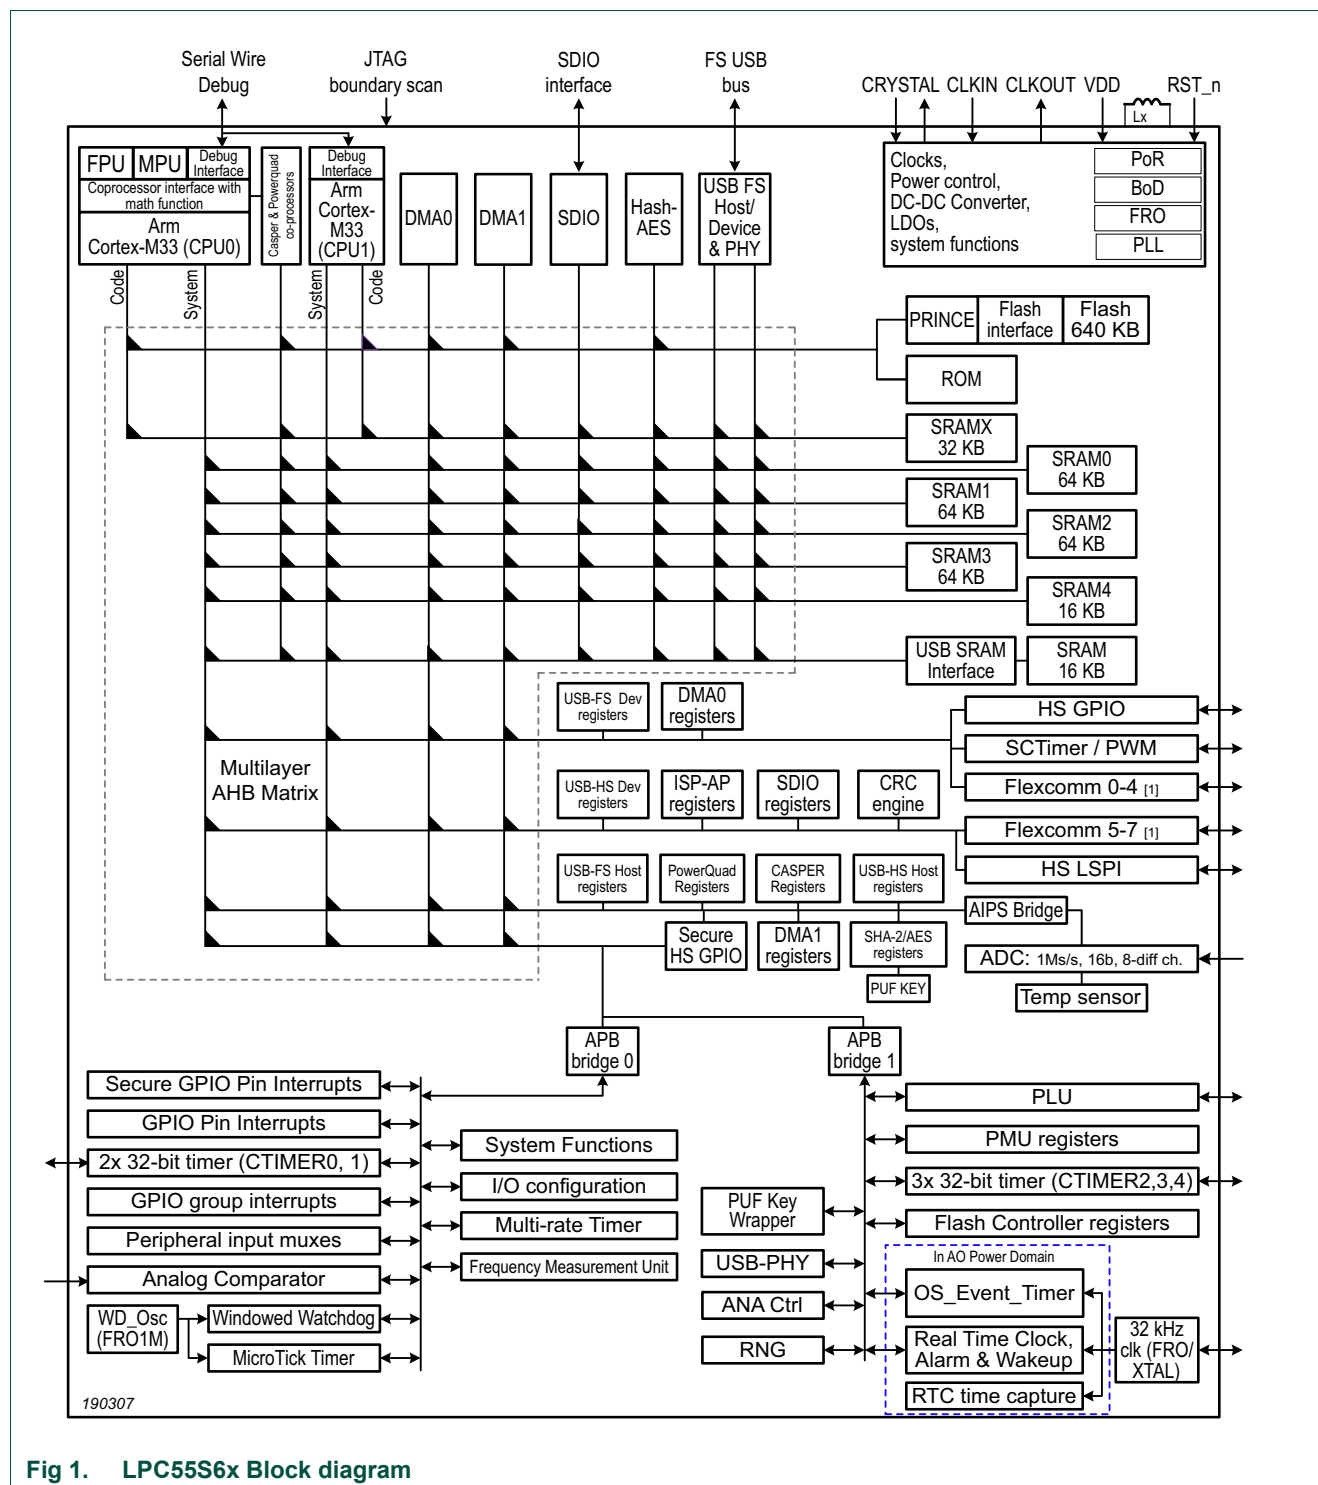 Serial Wire
Debug
JTAG
boundary scan
SDIO
interface
FS USB
bus
CRYSTAL
CLKIN
CLKOUT
VDD
RST_n
Lx
FPU
MPU
Debug
Interface
Coprocessor interface with
math function
Arm
Cortex-M33 (CPU0)
Casper & Powerquad
co-processors
Debug
Interface
Arm
Cortex-
M33
(CPU1)
DMA0
DMA1
SDIO
Hash-
AES
USB FS
Host/
Device
& PHY
Clocks,
Power control,
DC-DC Converter,
LDOs,
system functions
PoR
BoD
FRO
PLL
Code
System
System
Code
PRINCE
Flash
interface
Flash
640 KB
ROM
SRAMX
32 KB
SRAM0
64 KB
SRAM1
64 KB
SRAM2
64 KB
SRAM3
64 KB
SRAM4
16 KB
USB SRAM
Interface
SRAM
16 KB
USB-FS Dev
registers
DMA0
registers
HS GPIO
SCTimer / PWM
Flexcomm 0-4 [1]
Multilayer
AHB Matrix
USB-HS Dev
registers
ISP-AP
registers
SDIO
registers
CRC
engine
Flexcomm 5-7 [1]
HS LSPI
USB-FS Host
registers
PowerQuad
Registers
CASPER
Registers
USB-HS Host
registers
AIPS Bridge
Secure
HS GPIO
DMA1
registers
SHA-2/AES
registers
PUF KEY
ADC: 1Ms/s, 16b, 8-diff ch.
Temp sensor
APB
bridge 0
APB
bridge 1
Secure GPIO Pin Interrupts
GPIO Pin Interrupts
2x 32-bit timer (CTIMER0, 1)
GPIO group interrupts
Peripheral input muxes
Analog Comparator
WD_Osc
(FRO1M)
Windowed Watchdog
MicroTick Timer
System Functions
I/O configuration
Multi-rate Timer
Frequency Measurement Unit
PUF Key
Wrapper
USB-PHY
ANA Ctrl
RNG
PLU
PMU registers
3x 32-bit timer (CTIMER2,3,4)
Flash Controller registers
In AO Power Domain
OS_Event_Timer
Real Time Clock,
Alarm & Wakeup
RTC time capture
32 kHz
clk (FRO/
XTAL)
190307
Fig 1. LPC55S6x Block diagram